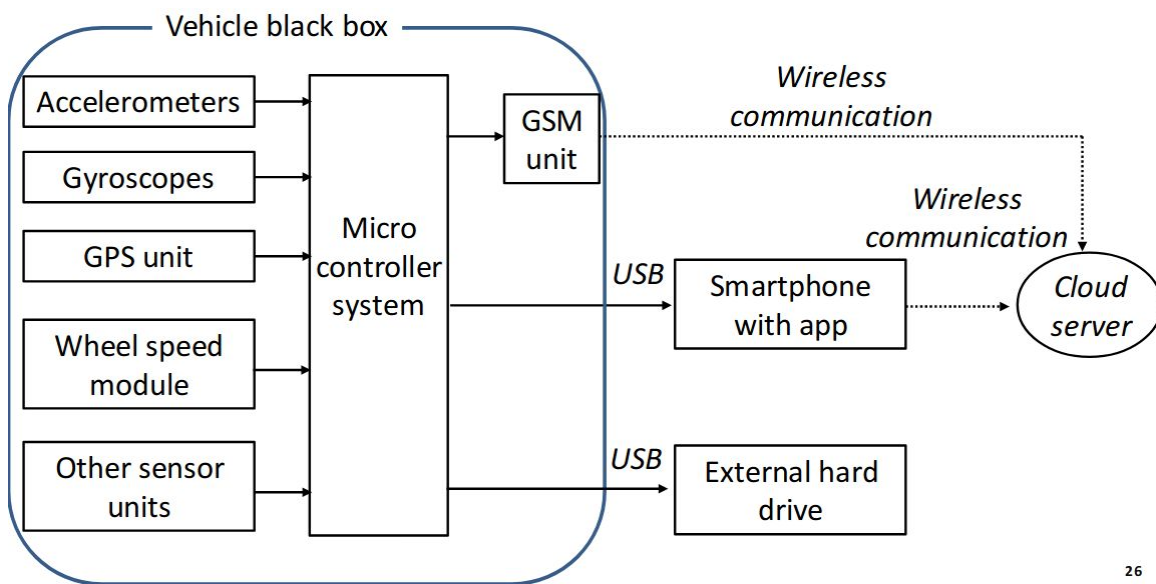 Vehicle black box
Accelerometers
Gyroscopes
GPS unit
Wheel speed
module
Other sensor
units
Micro
controller
system
GSM
unit
Wireless
communication
Wireless
communication
USB
Smartphone
with app
Cloud
server
USB
External hard
drive
26